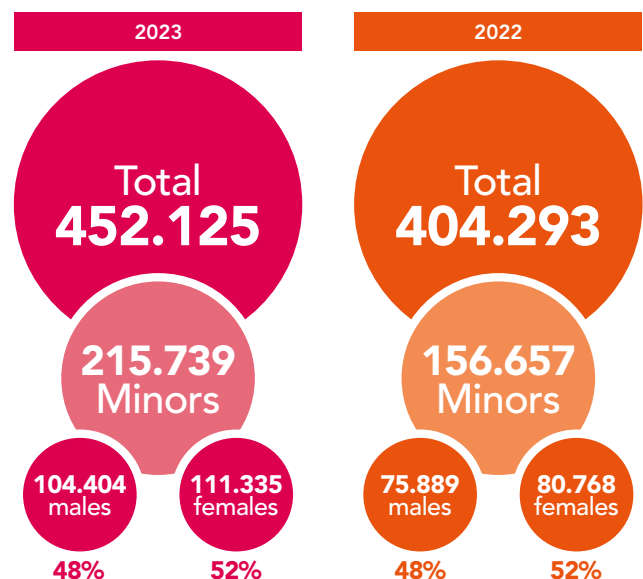 2023
Total
452.125
215.739
Minors
104.404
males
111.335
females
48%
52%
2022
Total
404.293
156.657
Minors
75.889
males
80.768
females
48%
52%